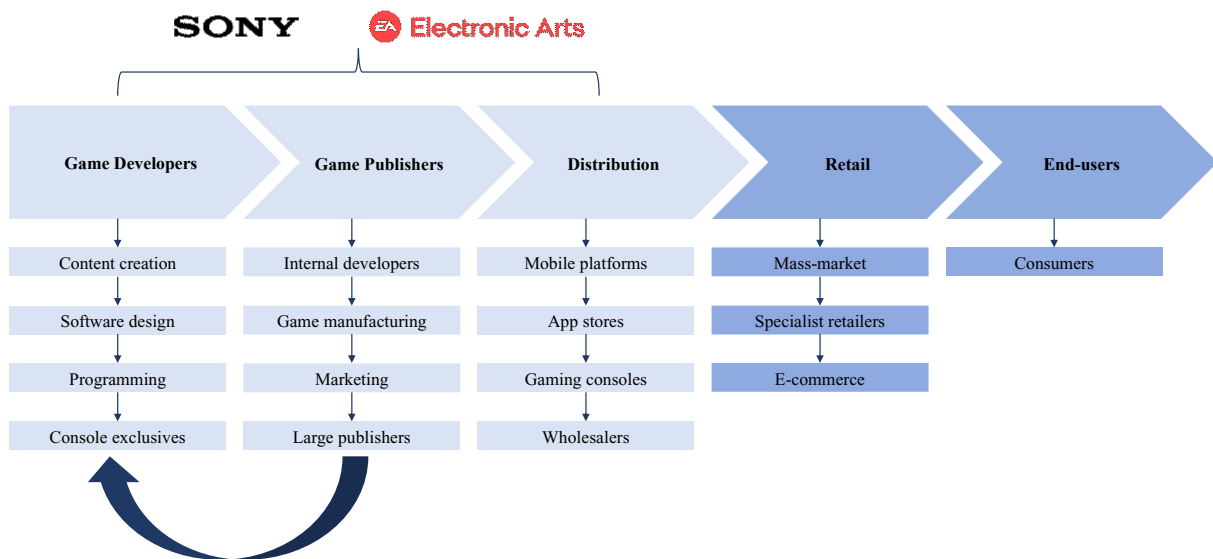 SONY
EA Electronic Arts
Game Developers
Game Publishers
Distribution
Retail
End-users
Content creation
Internal developers
Mobile platforms
Mass-market
Consumers
Software design
Game manufacturing
App stores
Specialist retailers
Programming
Marketing
Gaming consoles
E-commerce
Console exclusives
Large publishers
Wholesalers